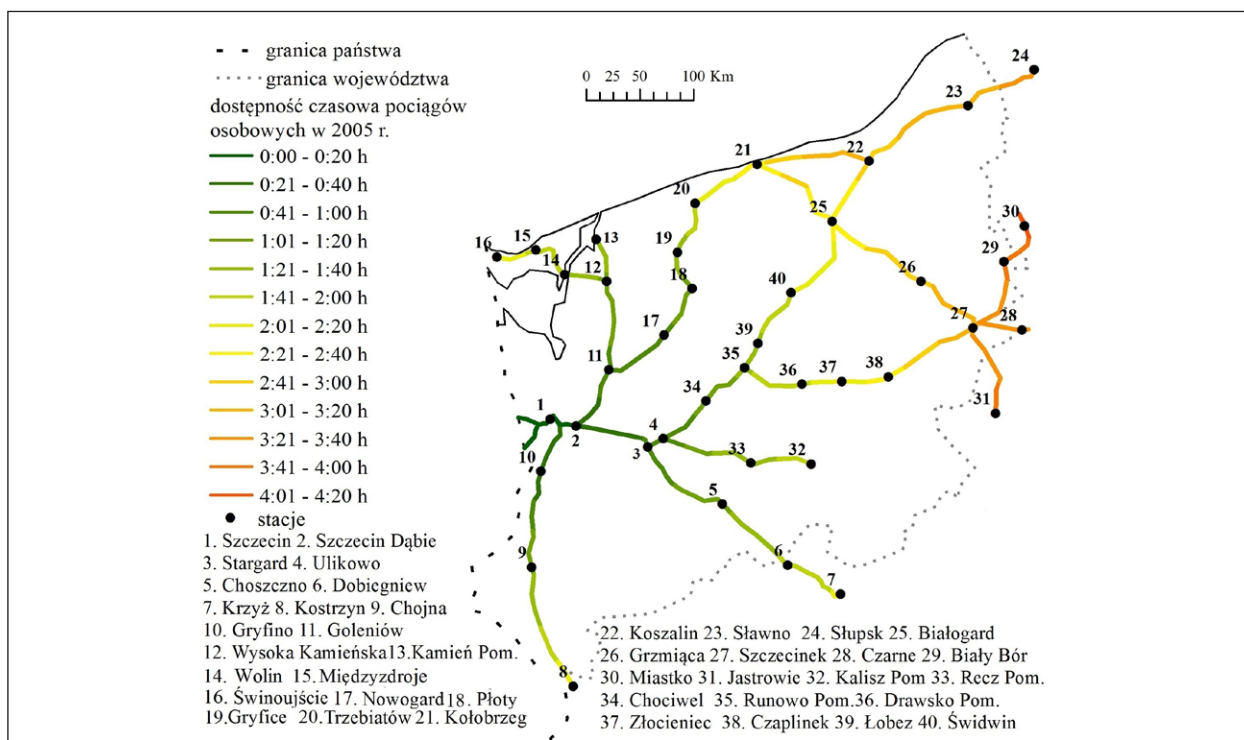 granica państwa
granica województwa
dostępność czasowa pociągów
osobowych w 2005 r.
0:00 - 0:20 h
0:21 - 0:40 h
0:41 - 1:00 h
1:01 - 1:20 h
1:21 - 1:40 h
1:41 - 2:00 h
2:01 - 2:20 h
2:21 - 2:40 h
2:41 - 3:00 h
3:01 - 3:20 h
3:21 - 3:40 h
3:41 - 4:00 h
4:01 - 4:20 h
stacje
1. Szczecin 2. Szczecin Dąbie
3. Stargard 4. Ulikowo
5. Choszczno 6. Dobiegniew
7. Krzyż 8. Kostrzyn 9. Chojna
10. Gryfino 11. Goleniów
12. Wysoka Kamieńska13.Kamień Pom.
14. Wolin 15. Międzyzdroje
16. Świnoujście 17. Nowogard18. Płoty
19.Gryfice 20. Trzebiatów 21. Kołobrzeg
22. Koszalin 23. Sławno 24. Słupsk 25. Białogard
26. Grzmiąca 27. Szczecinek 28. Czarne 29. Biały Bór
30. Miastko 31. Jastrowie 32. Kalisz Pom 33. Recz Pom.
34. Chociwel 35. Runowo Pom.36. Drawsko Pom.
37. Złocieniec 38. Czaplinek 39. Łobez 40. Świdwin
0 25 50 100 Km
24
23
22
21
20
25
30
13
15
16
19
29
14
12
18
40
26
17
27
28
39
11
35
36
37
38
34
31
1
2
4
3
33
32
10
5
9
6
7
8